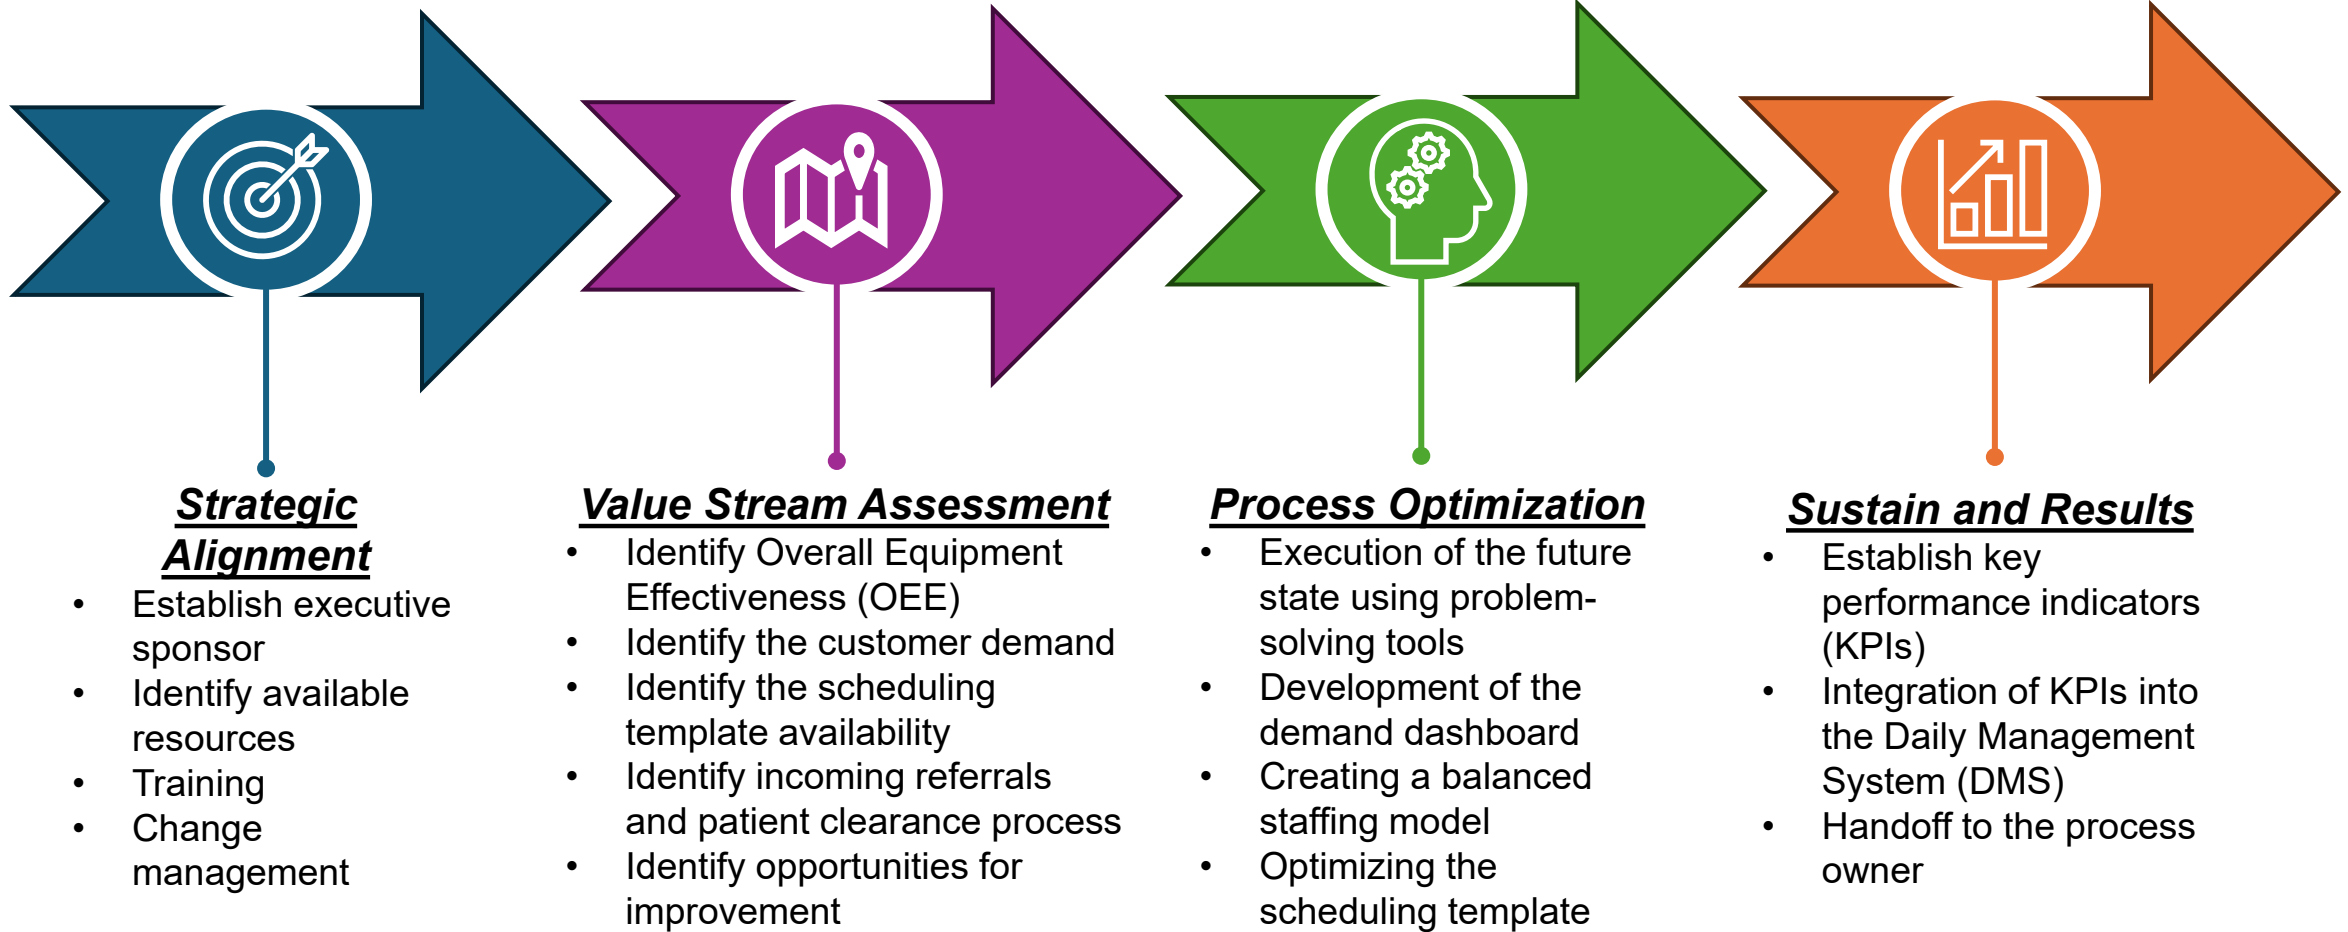 Strategic
Alignment
• Establish executive
sponsor
• Identify available
resources
• Training
• Change
management
Value Stream Assessment
• Identify Overall Equipment
Effectiveness (OEE)
• Identify the customer demand
• Identify the scheduling
template availability
• Identify incoming referrals
and patient clearance process
• Identify opportunities for
improvement
Process Optimization
• Execution of the future
state using problem-
solving tools
• Development of the
demand dashboard
• Creating a balanced
staffing model
• Optimizing the
scheduling template
Sustain and Results
• Establish key
performance indicators
(KPIs)
• Integration of KPIs into
the Daily Management
System (DMS)
• Handoff to the process
owner